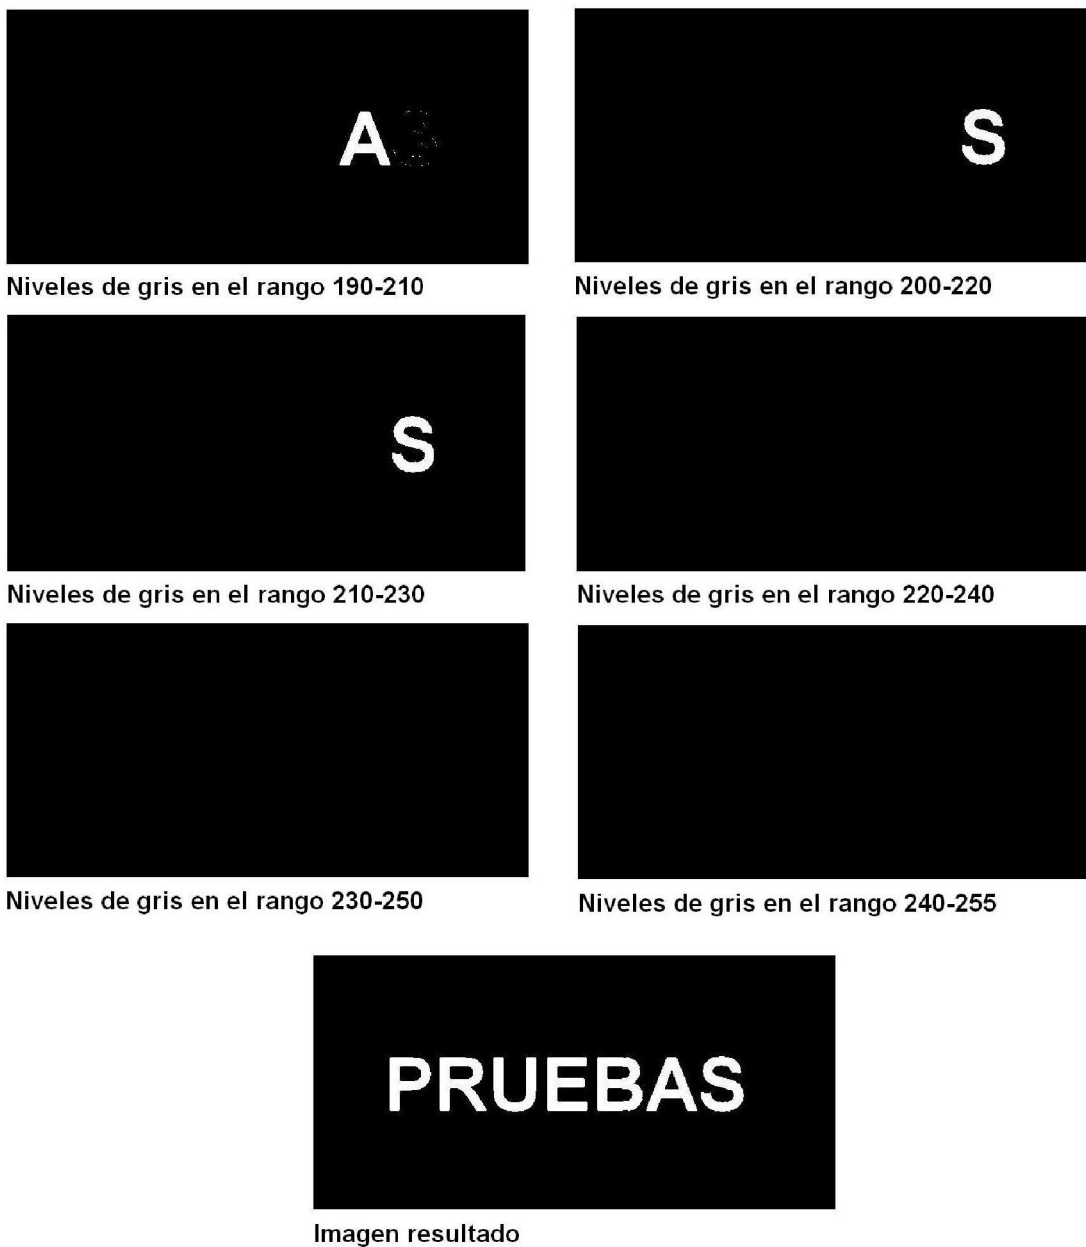 A
S
Niveles de gris en el rango 190-210
Niveles de gris en el rango 200-220
S
Niveles de gris en el rango 210-230
Niveles de gris en el rango 220-240
Niveles de gris en el rango 230-250
Niveles de gris en el rango 240-255
PRUEBAS
Imagen resultado